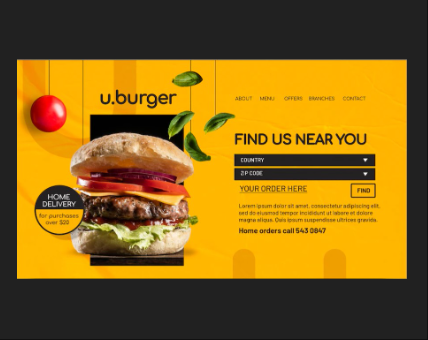 u.burger
ABOUT MENU OFFERS BRANCHES CONTACT
FIND US NEAR YOU
COUNTRY
ZIP CODE
YOUR ORDER HERE
FIND
HOME
DELIVERY
for purchases
over $22
Lorem ipsum dolor sit amet, consectetur adipiscing elit,
sed do eiusmod tempor incididunt ut labore et dolore
magna aliqua. Quis ipsum suspendisse ultrices gravida.
Home orders call 543 0847